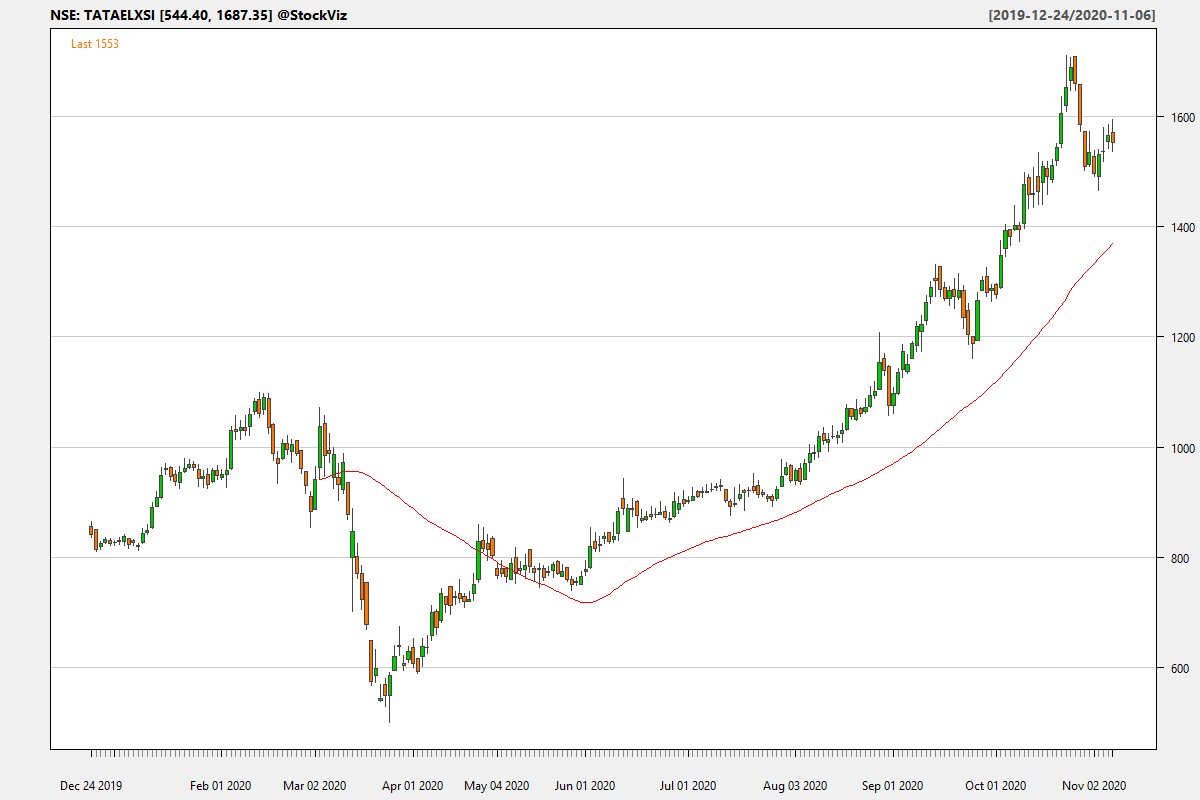 NSE: TATAELXSI [544.40, 1687.35] @StockViz [2019-12-24/2020-11-06]
Last 1553
1600
1400
1200
1000
800
600
Dec 24 2019 Feb 01 2020 Mar 02 2020 Apr 01 2020 May 04 2020 Jun 01 2020 Jul 01 2020 Aug 03 2020 Sep 01 2020 Oct 01 2020 Nov 02 2020